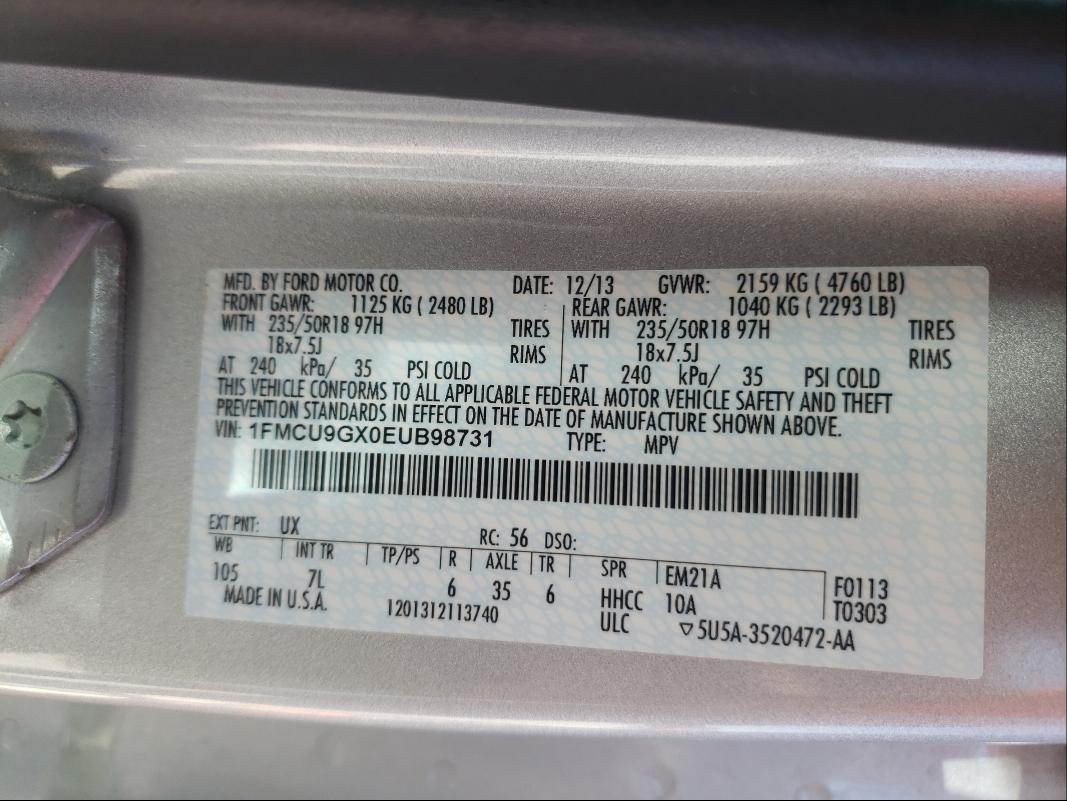 MFD. BY FORD MOTOR CO. DATE: 12/13 GVWR: 2159 KG ( 4760 LB)
FRONT GAWR: 1125 KG ( 2480 LB) REAR GAWR: 1040 KG ( 2293 LB)
WITH 235/50R18 97H TIRES WITH 235/50R18 97H TIRES
18x7.5J RIMS 18x7.5J RIMS
AT 240 kPa/ 35 PSI COLD AT 240 kPa/ 35 PSI COLD
THIS VEHICLE CONFORMS TO ALL APPLICABLE FEDERAL MOTOR VEHICLE SAFETY AND THEFT
PREVENTION STANDARDS IN EFFECT ON THE DATE OF MANUFACTURE SHOWN ABOVE.
VIN: 1FMCU9GX0EUB98731 TYPE: MPV
EXT PNT: UX RC: 56 DSO:
WB INT TR TP/PS R AXLE TR SPR EM21A F0113
105 7L 6 35 6 HHCC 10A T0303
MADE IN U.S.A. 1201312113740 ULC ▽5U5A-3520472-AA